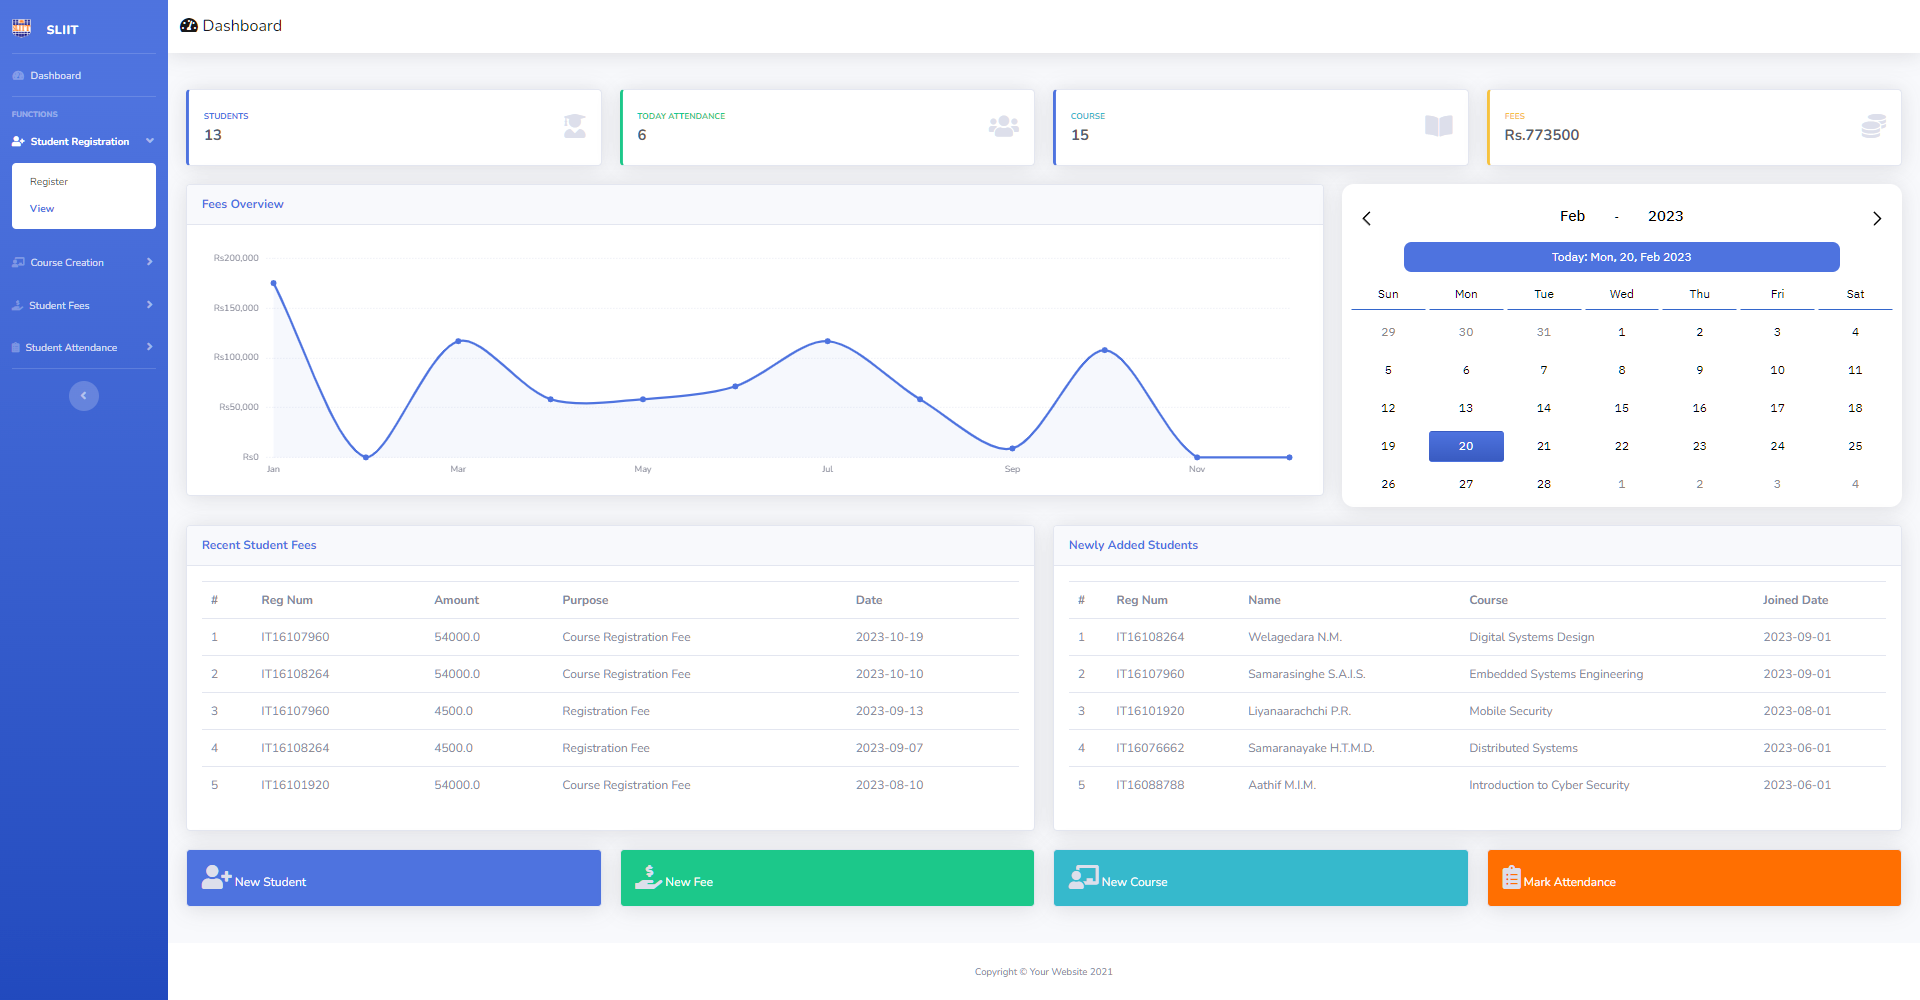 SLIIT
Dashboard
FUNCTIONS
Student Registration
Register
View
Course Creation
Student Fees
Student Attendance
Dashboard
STUDENTS
13
TODAY ATTENDANCE
6
COURSE
15
FEES
Rs.773500
Fees Overview
Rs200,000
Rs150,000
Rs100,000
Rs50,000
Rs0
Jan Mar May Jul Sep Nov
Feb - 2023
Today: Mon, 20, Feb 2023
Sun Mon Tue Wed Thu Fri Sat
29 30 31 1 2 3 4
5 6 7 8 9 10 11
12 13 14 15 16 17 18
19 20 21 22 23 24 25
26 27 28 1 2 3 4
Recent Student Fees
# Reg Num Amount Purpose Date
1 IT16107960 54000.0 Course Registration Fee 2023-10-19
2 IT16108264 54000.0 Course Registration Fee 2023-10-10
3 IT16107960 4500.0 Registration Fee 2023-09-13
4 IT16108264 4500.0 Registration Fee 2023-09-07
5 IT16101920 54000.0 Course Registration Fee 2023-08-10
Newly Added Students
# Reg Num Name Course Joined Date
1 IT16108264 Welagedara N.M. Digital Systems Design 2023-09-01
2 IT16107960 Samarasinghe S.A.I.S. Embedded Systems Engineering 2023-09-01
3 IT16101920 Liyanaarachchi P.R. Mobile Security 2023-08-01
4 IT16076662 Samaranayake H.T.M.D. Distributed Systems 2023-06-01
5 IT16088788 Aathif M.I.M. Introduction to Cyber Security 2023-06-01
New Student
New Fee
New Course
Mark Attendance
Copyright © Your Website 2021